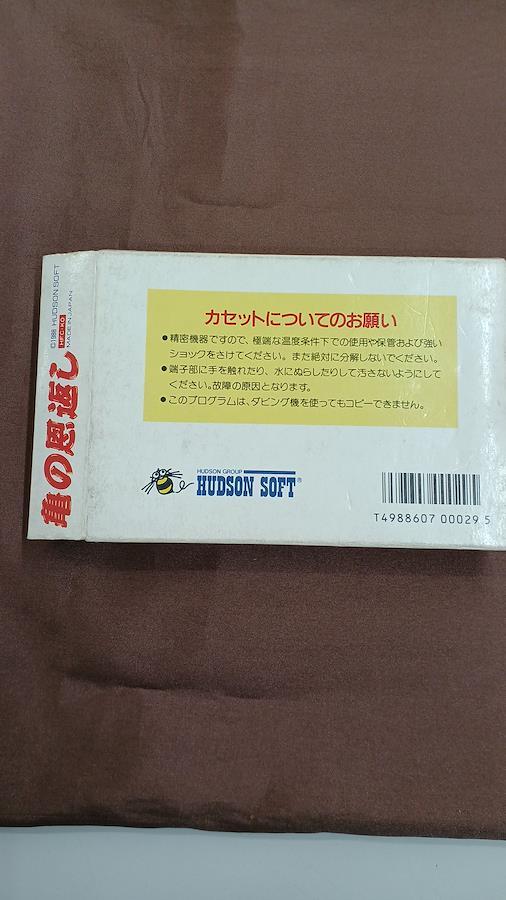 亀の恩返し
©1988 HUDSON SOFT
HFC-KO
MADE IN JAPAN
カセットについてのお願い
●精密機器ですので、極端な温度条件下での使用や保管および強い
ショックをさけてください。また絶対に分解しないでください。
●端子部に手を触れたり、水にぬらしたりして汚さないようにして
ください。故障の原因となります。
●このプログラムは、ダビング機を使ってもコピーできません。
HUDSON GROUP
HUDSON SOFT®
T4988607 00029 5